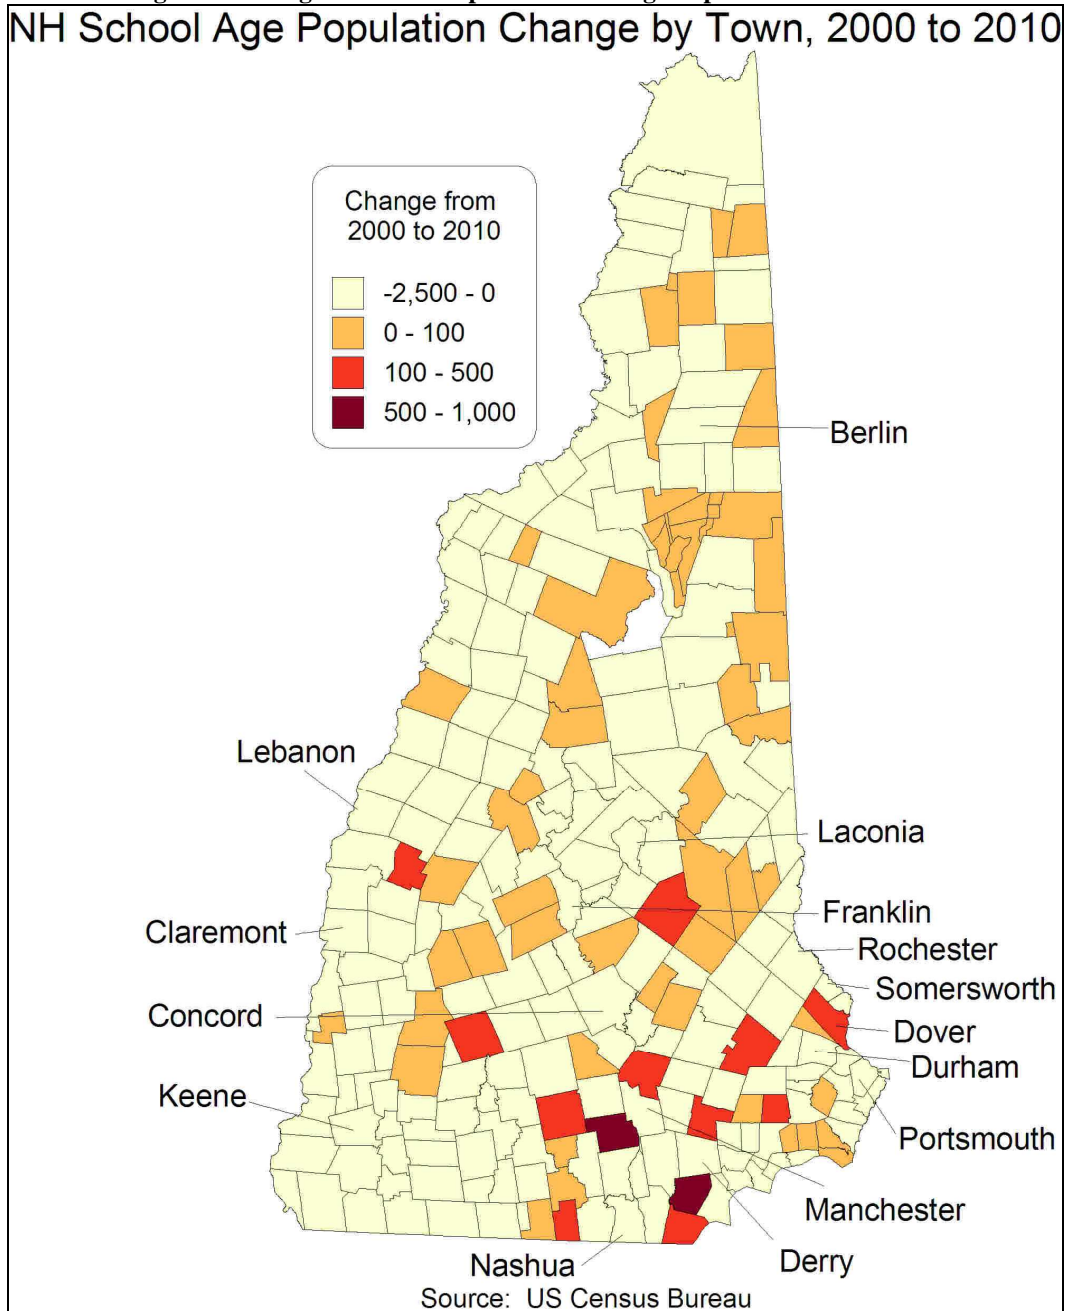 NH School Age Population Change by Town, 2000 to 2010
Change from
2000 to 2010
-2,500 - 0
0 - 100
100 - 500
500 - 1,000
Berlin
Lebanon
Laconia
Franklin
Claremont
Rochester
Somersworth
Concord
Dover
Durham
Keene
Portsmouth
Manchester
Derry
Nashua
Source: US Census Bureau